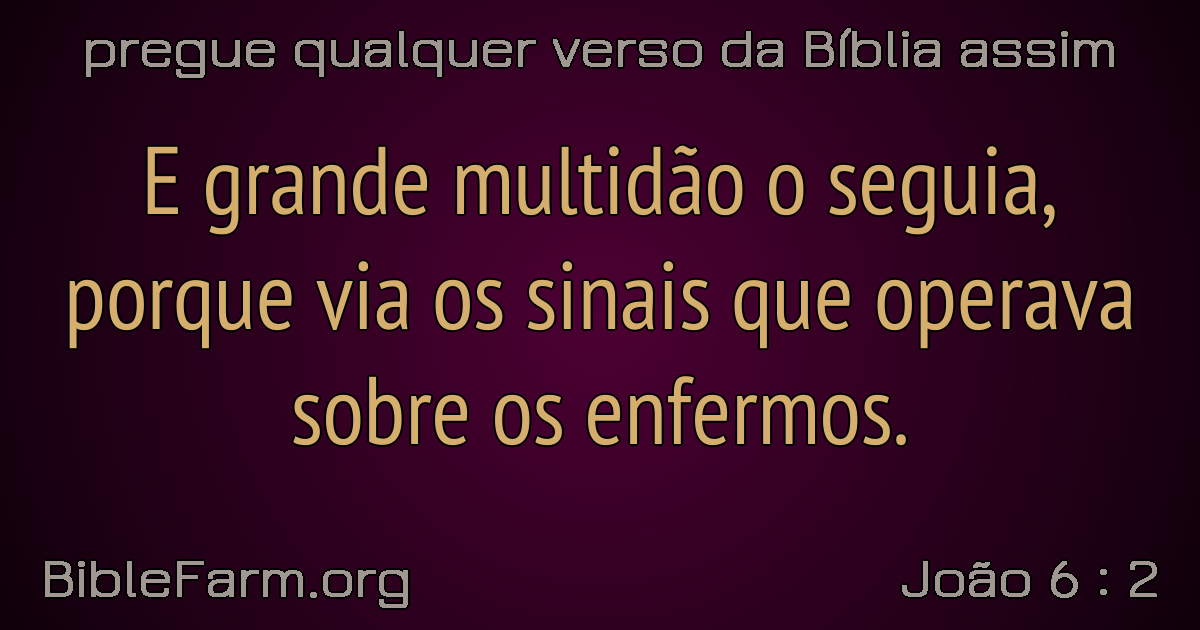 pregue qualquer verso da Bíblia assim
E grande multidão o seguia,
porque via os sinais que operava
sobre os enfermos.
BibleFarm.org
João 6 : 2